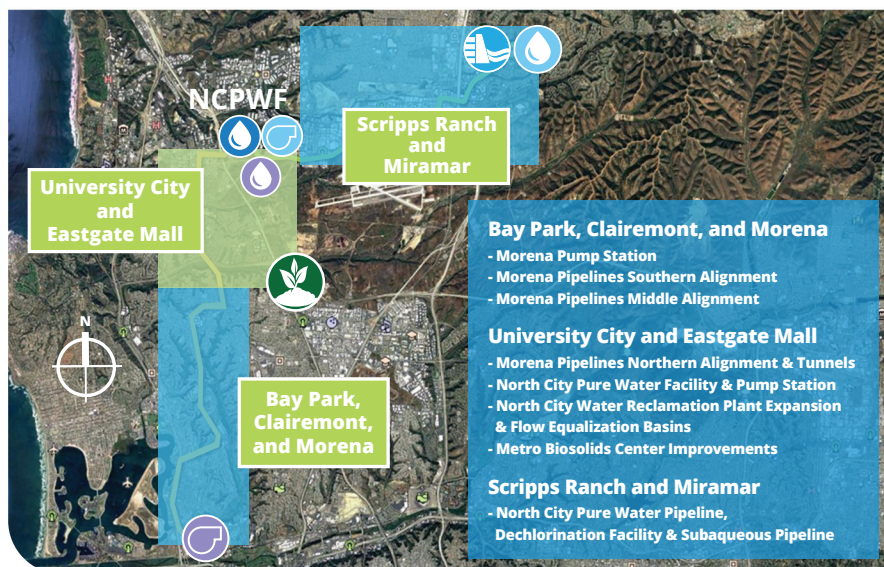 NCPWF
Scripps Ranch
and
Miramar
University City
and
Eastgate Mall
N
Bay Park,
Clairemont,
and Morena
Bay Park, Clairemont, and Morena
- Morena Pump Station
- Morena Pipelines Southern Alignment
- Morena Pipelines Middle Alignment
University City and Eastgate Mall
- Morena Pipelines Northern Alignment & Tunnels
- North City Pure Water Facility & Pump Station
- North City Water Reclamation Plant Expansion
& Flow Equalization Basins
- Metro Biosolids Center Improvements
Scripps Ranch and Miramar
- North City Pure Water Pipeline,
Dechlorination Facility & Subaqueous Pipeline